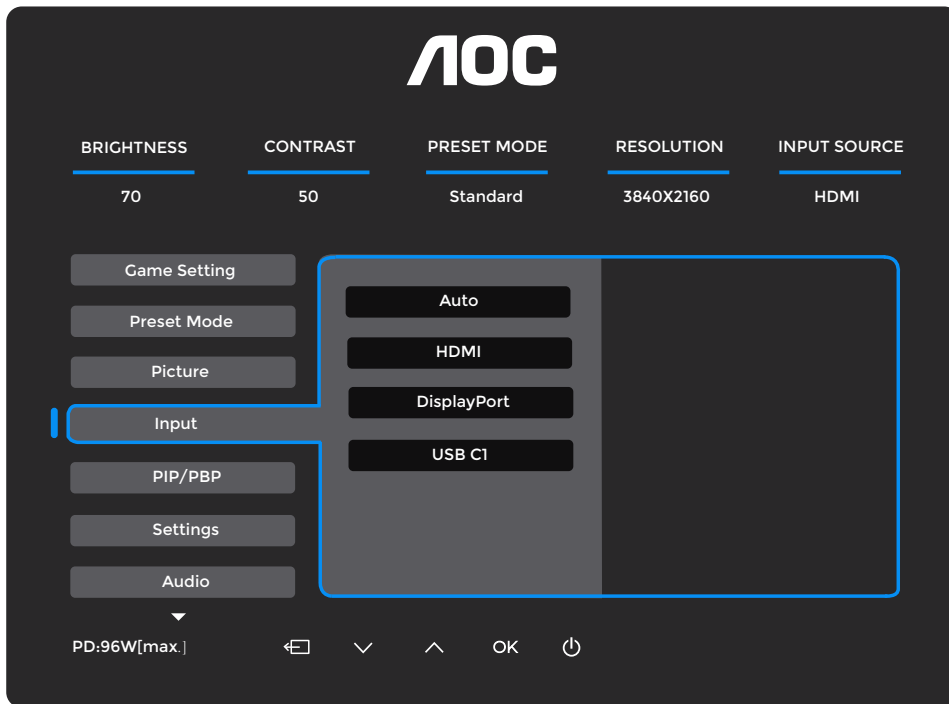 AOC
BRIGHTNESS CONTRAST PRESET MODE RESOLUTION INPUT SOURCE
70 50 Standard 3840X2160 HDMI
Game Setting
Preset Mode
Picture
Input
PIP/PBP
Settings
Audio
Auto
HDMI
DisplayPort
USB C1
PD:96W[max.] OK